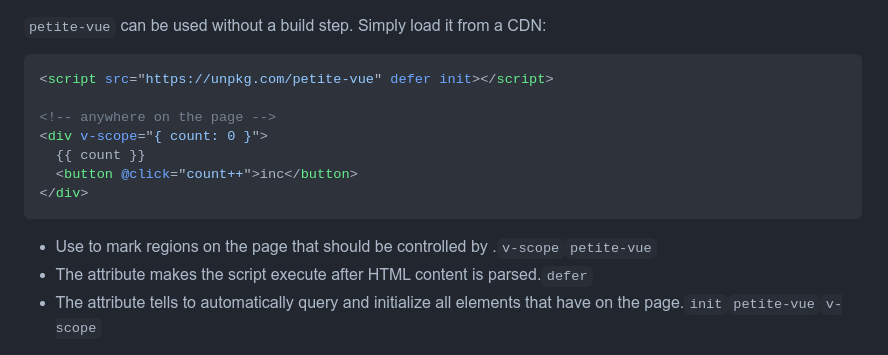 petite-vue can be used without a build step. Simply load it from a CDN:
<script src="https://unpkg.com/petite-vue" defer init></script>
<!-- anywhere on the page -->
<div v-scope="{ count: 0 }">
  {{ count }}
  <button @click="count++">inc</button>
</div>
• Use to mark regions on the page that should be controlled by . v-scope petite-vue
• The attribute makes the script execute after HTML content is parsed. defer
• The attribute tells to automatically query and initialize all elements that have on the page. init petite-vue v-
scope